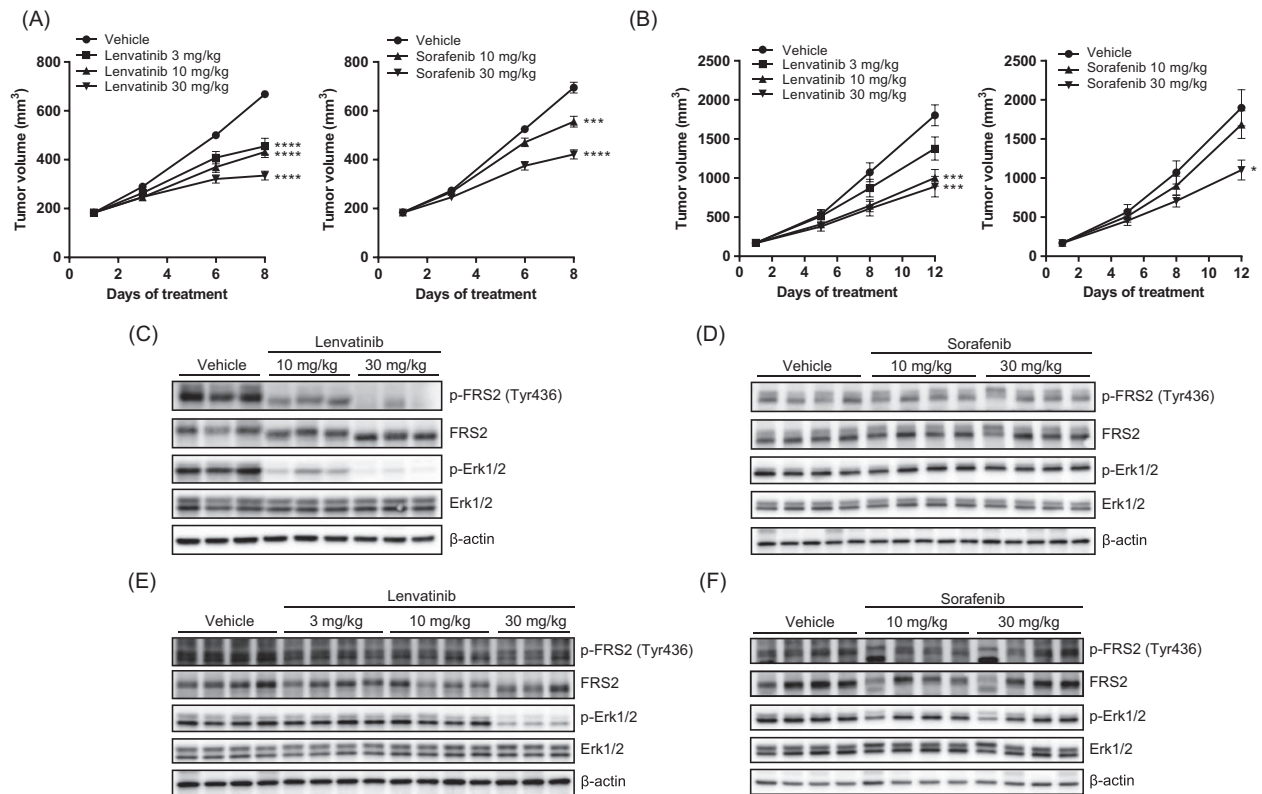 (A)
Vehicle
Lenvatinib 3 mg/kg
Lenvatinib 10 mg/kg
Lenvatinib 30 mg/kg
Tumor volume (mm³)
800
600
400
200
0
0 2 4 6 8
Days of treatment
****
****
****
Vehicle
Sorafenib 10 mg/kg
Sorafenib 30 mg/kg
Tumor volume (mm³)
800
600
400
200
0
0 2 4 6 8
Days of treatment
***
****
(B)
Vehicle
Lenvatinib 3 mg/kg
Lenvatinib 10 mg/kg
Lenvatinib 30 mg/kg
Tumor volume (mm³)
2500
2000
1500
1000
500
0
0 2 4 6 8 10 12
Days of treatment
***
***
Vehicle
Sorafenib 10 mg/kg
Sorafenib 30 mg/kg
Tumor volume (mm³)
2500
2000
1500
1000
500
0
0 2 4 6 8 10 12
Days of treatment
*
(C)
Lenvatinib
Vehicle 10 mg/kg 30 mg/kg
p-FRS2 (Tyr436)
FRS2
p-Erk1/2
Erk1/2
β-actin
(D)
Sorafenib
Vehicle 10 mg/kg 30 mg/kg
p-FRS2 (Tyr436)
FRS2
p-Erk1/2
Erk1/2
β-actin
(E)
Lenvatinib
Vehicle 3 mg/kg 10 mg/kg 30 mg/kg
p-FRS2 (Tyr436)
FRS2
p-Erk1/2
Erk1/2
β-actin
(F)
Sorafenib
Vehicle 10 mg/kg 30 mg/kg
p-FRS2 (Tyr436)
FRS2
p-Erk1/2
Erk1/2
β-actin